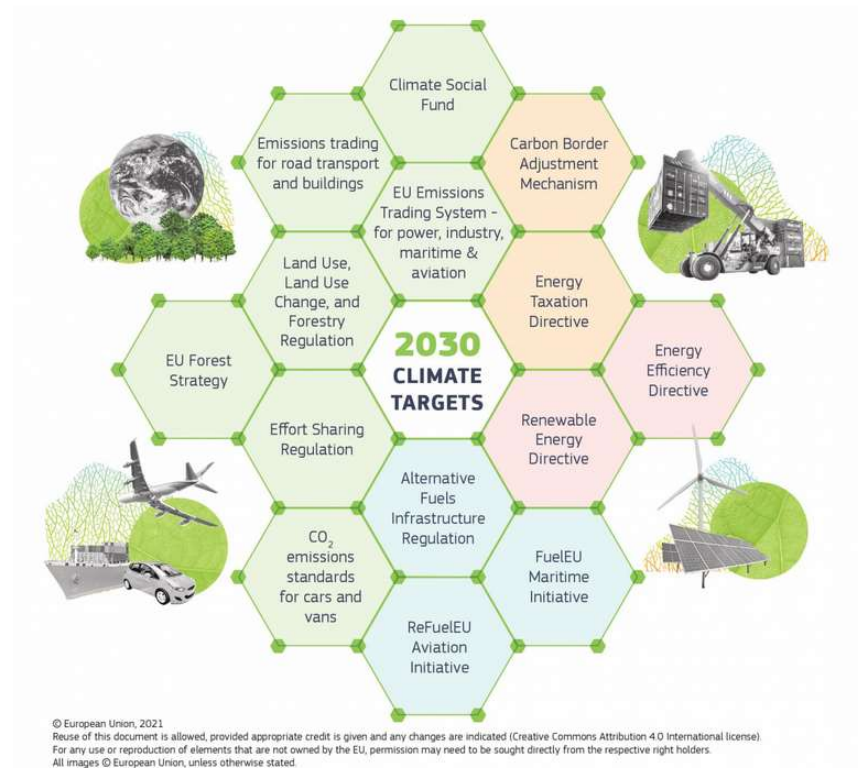 Climate Social
Fund
Emissions trading
for road transport
and buildings
Carbon Border
Adjustment
Mechanism
EU Emissions
Trading System -
for power, industry,
maritime &
aviation
Land Use,
Land Use
Change, and
Forestry
Regulation
Energy
Taxation
Directive
EU Forest
Strategy
2030
CLIMATE
TARGETS
Energy
Efficiency
Directive
Effort Sharing
Regulation
Renewable
Energy
Directive
Alternative
Fuels
Infrastructure
Regulation
CO₂
emissions
standards
for cars and
vans
FuelEU
Maritime
Initiative
ReFuelEU
Aviation
Initiative
© European Union, 2021
Reuse of this document is allowed, provided appropriate credit is given and any changes are indicated (Creative Commons Attribution 4.0 International license).
For any use or reproduction of elements that are not owned by the EU, permission may need to be sought directly from the respective right holders.
All images © European Union, unless otherwise stated.